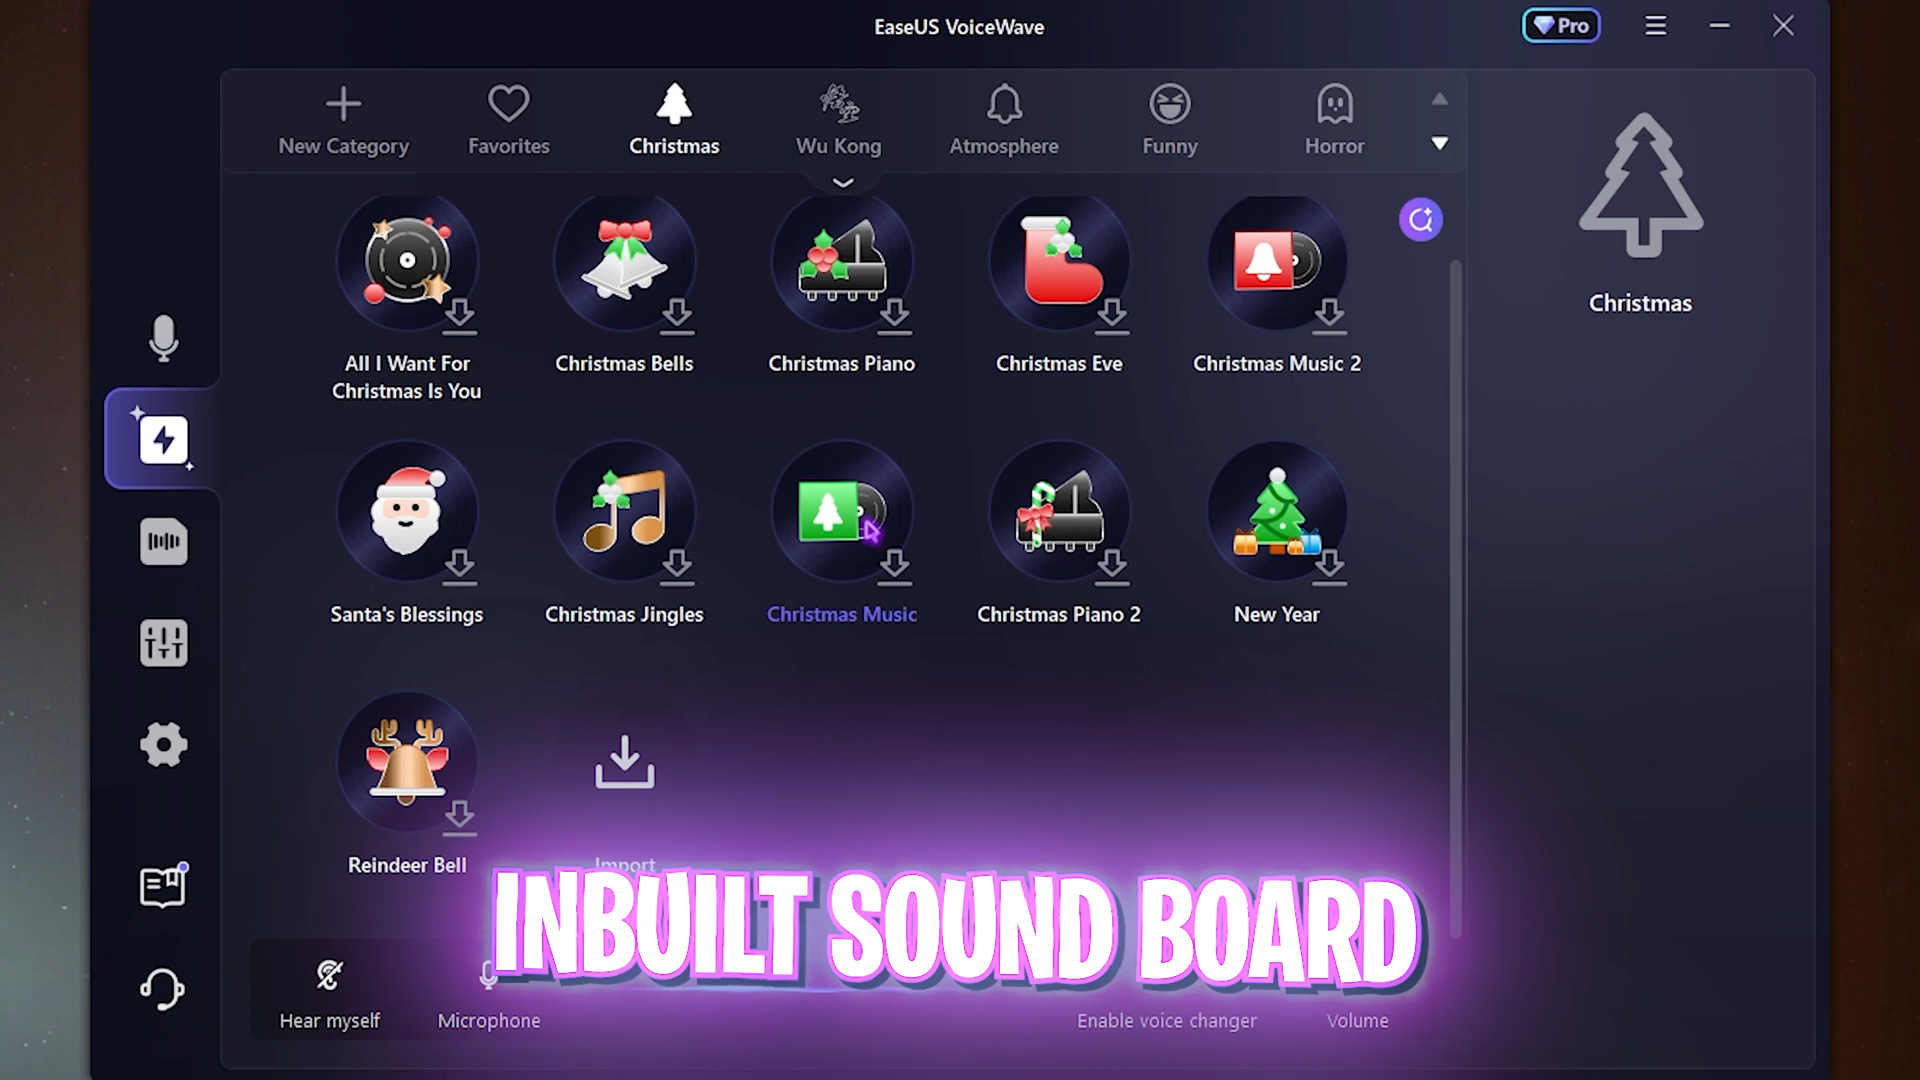 EaseUS VoiceWave
Pro
New Category
Favorites
Christmas
Wu Kong
Atmosphere
Funny
Horror
Christmas
All I Want For
Christmas Is You
Christmas Bells
Christmas Piano
Christmas Eve
Christmas Music 2
Santa's Blessings
Christmas Jingles
Christmas Music
Christmas Piano 2
New Year
Reindeer Bell
Import
INBUILT SOUND BOARD
Hear myself
Microphone
Enable voice changer
Volume